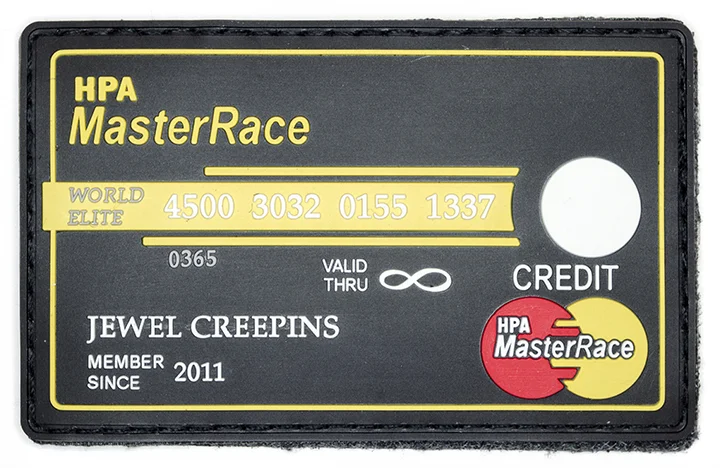 HPA
MasterRace
WORLD
ELITE
4500 3032 0155 1337
0365
VALID
THRU
∞
CREDIT
JEWEL CREEPINS
MEMBER
SINCE
2011
HPA
MasterRace